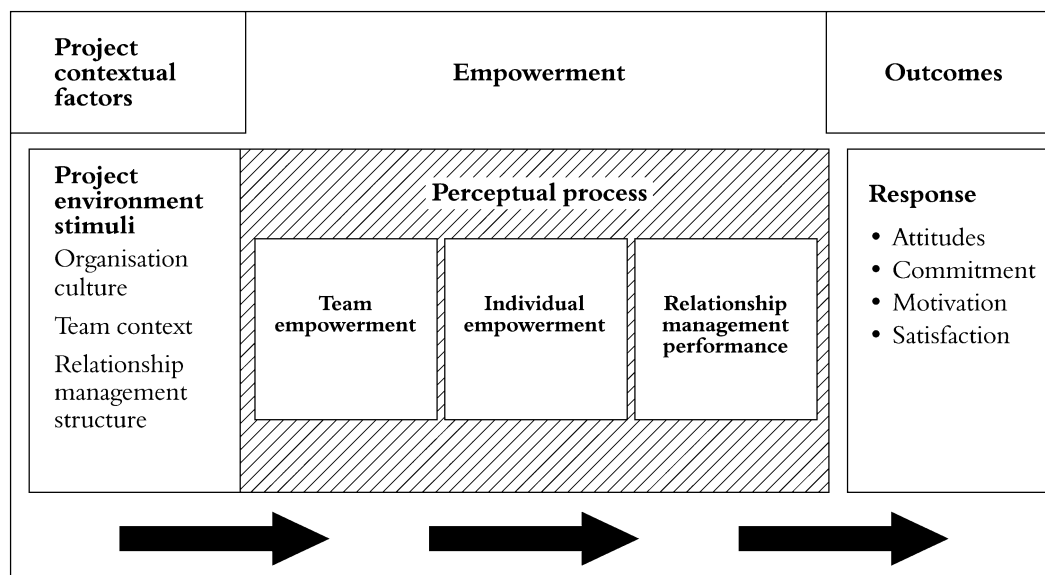 Project
contextual
factors
Empowerment
Outcomes
Project
environment
stimuli
Organisation
culture
Team context
Relationship
management
structure
Perceptual process
Team
empowerment
Individual
empowerment
Relationship
management
performance
Response
• Attitudes
• Commitment
• Motivation
• Satisfaction